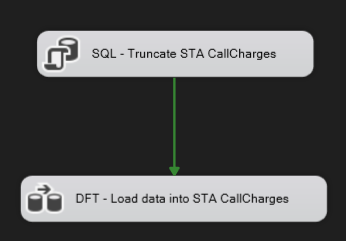 SQL - Truncate STA CallCharges
DFT - Load data into STA CallCharges